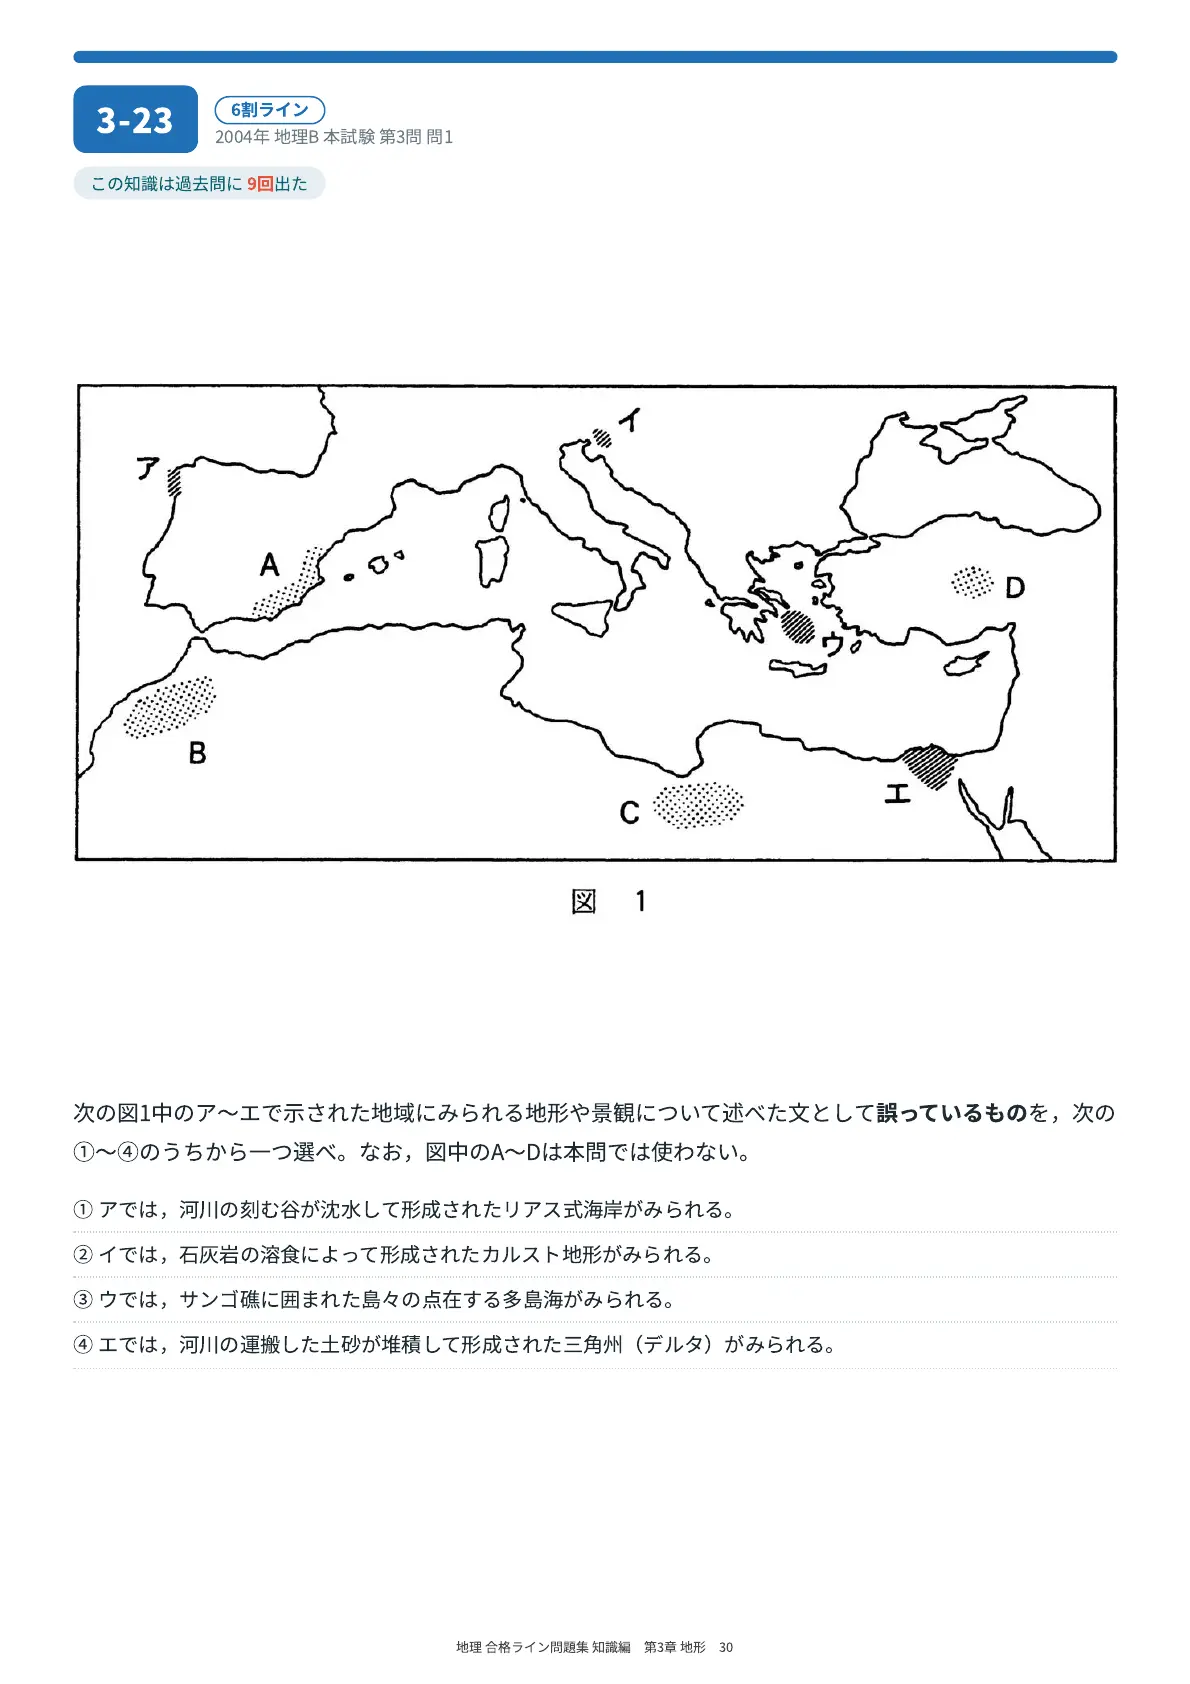 3-23
6割ライン
2004年 地理B 本試験 第3問 問1
この知識は過去問に 9回出た
ア
イ
A
D
ウ
B
エ
C
図 1
次の図1中のア～エで示された地域にみられる地形や景観について述べた文として誤っているものを，次の
①～④のうちから一つ選べ。なお，図中のA～Dは本問では使わない。
① アでは，河川の刻む谷が沈水して形成されたリアス式海岸がみられる。
② イでは，石灰岩の溶食によって形成されたカルスト地形がみられる。
③ ウでは，サンゴ礁に囲まれた島々の点在する多島海がみられる。
④ エでは，河川の運搬した土砂が堆積して形成された三角州（デルタ）がみられる。
地理 合格ライン問題集 知識編 第3章 地形 30